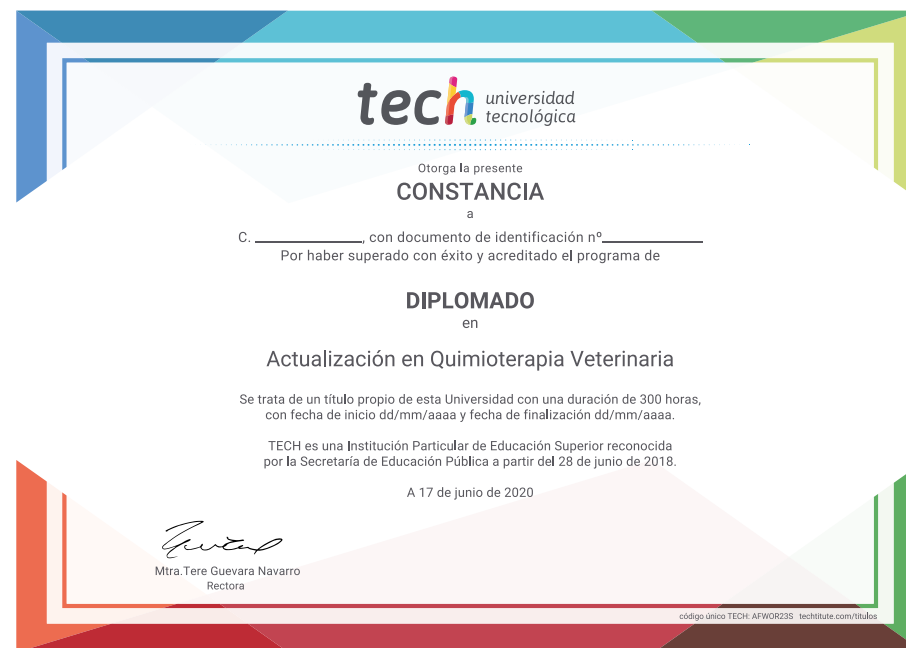 tech universidad
tecnológica
Otorga la presente
CONSTANCIA
a
C. ____________, con documento de identificación nº____________
Por haber superado con éxito y acreditado el programa de
DIPLOMADO
en
Actualización en Quimioterapia Veterinaria
Se trata de un título propio de esta Universidad con una duración de 300 horas,
con fecha de inicio dd/mm/aaaa y fecha de finalización dd/mm/aaaa.
TECH es una Institución Particular de Educación Superior reconocida
por la Secretaría de Educación Pública a partir del 28 de junio de 2018.
A 17 de junio de 2020
Mtra.Tere Guevara Navarro
Rectora
código único TECH: AFWOR23S techtitute.com/titulos